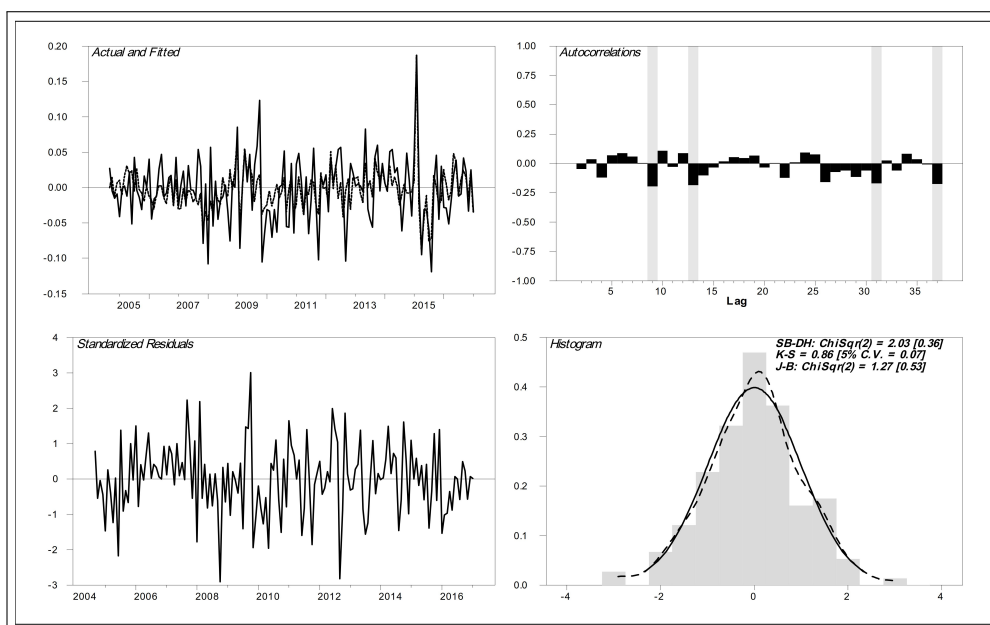 Actual and Fitted
0.20
0.15
0.10
0.05
0.00
-0.05
-0.10
-0.15
2005 2007 2009 2011 2013 2015
Autocorrelations
1.00
0.75
0.50
0.25
0.00
-0.25
-0.50
-0.75
-1.00
5 10 15 20 25 30 35
Lag
Standardized Residuals
4
3
2
1
0
-1
-2
-3
2004 2006 2008 2010 2012 2014 2016
Histogram
SB-DH: ChiSqr(2) = 2.03 [0.36]
K-S = 0.86 [5% C.V. = 0.07]
J-B: ChiSqr(2) = 1.27 [0.53]
0.5
0.4
0.3
0.2
0.1
0.0
-4 -2 0 2 4